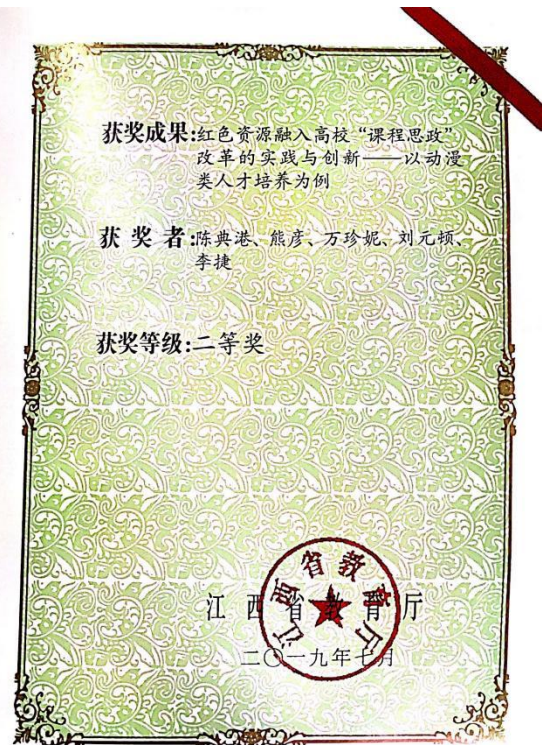 获奖成果:红色资源融入高校“课程思政”
改革的实践与创新——以动漫
类人才培养为例
获 奖 者:陈典港、熊彦、万珍妮、刘元顿、
李捷
获奖等级:二等奖
江西省教育厅
江西省教育厅
二〇一九年七月